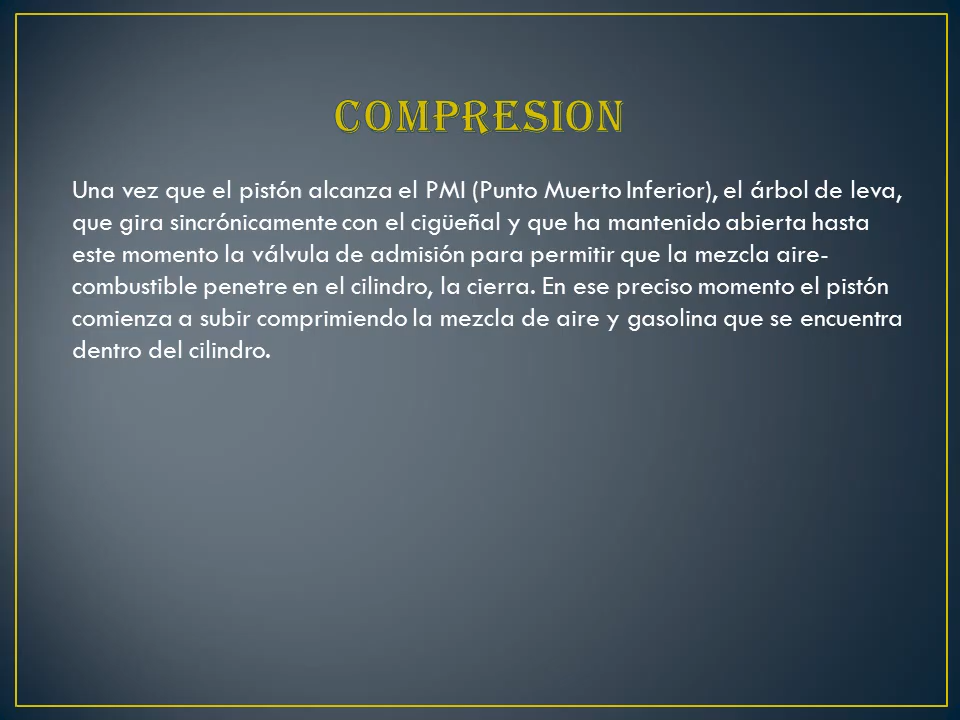 COMPRESION
Una vez que el pistón alcanza el PMI (Punto Muerto Inferior), el árbol de leva,
que gira sincrónicamente con el cigüeñal y que ha mantenido abierta hasta
este momento la válvula de admisión para permitir que la mezcla aire-
combustible penetre en el cilindro, la cierra. En ese preciso momento el pistón
comienza a subir comprimiendo la mezcla de aire y gasolina que se encuentra
dentro del cilindro.